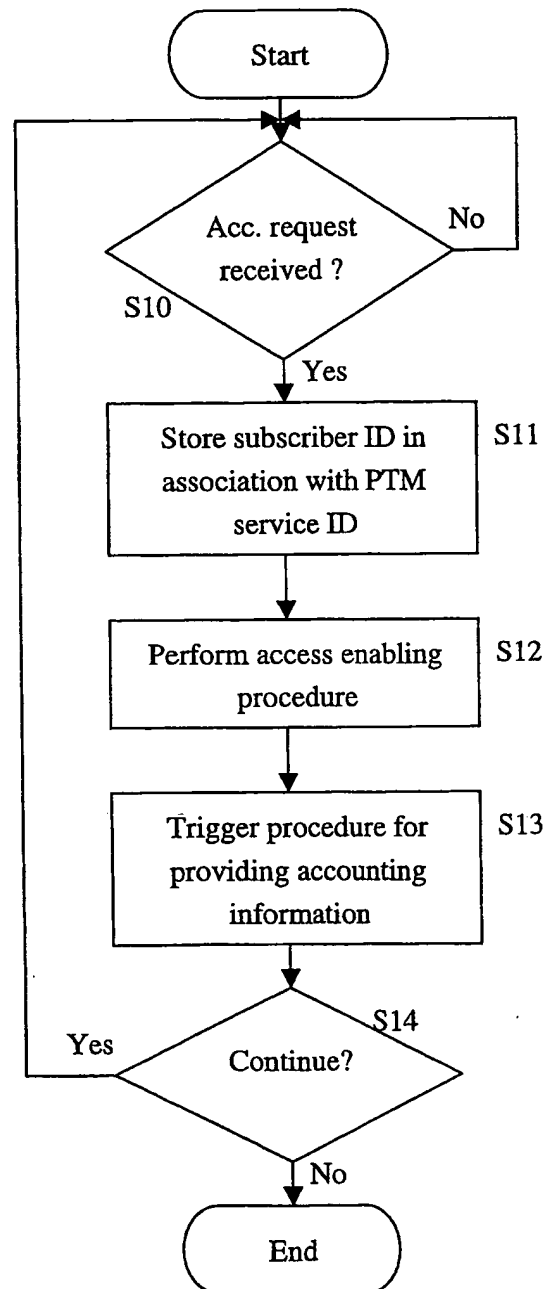 Start
Acc. request
received ?
No
S10
Yes
Store subscriber ID in
association with PTM
service ID
S11
Perform access enabling
procedure
S12
Trigger procedure for
providing accounting
information
S13
S14
Yes
Continue?
No
End